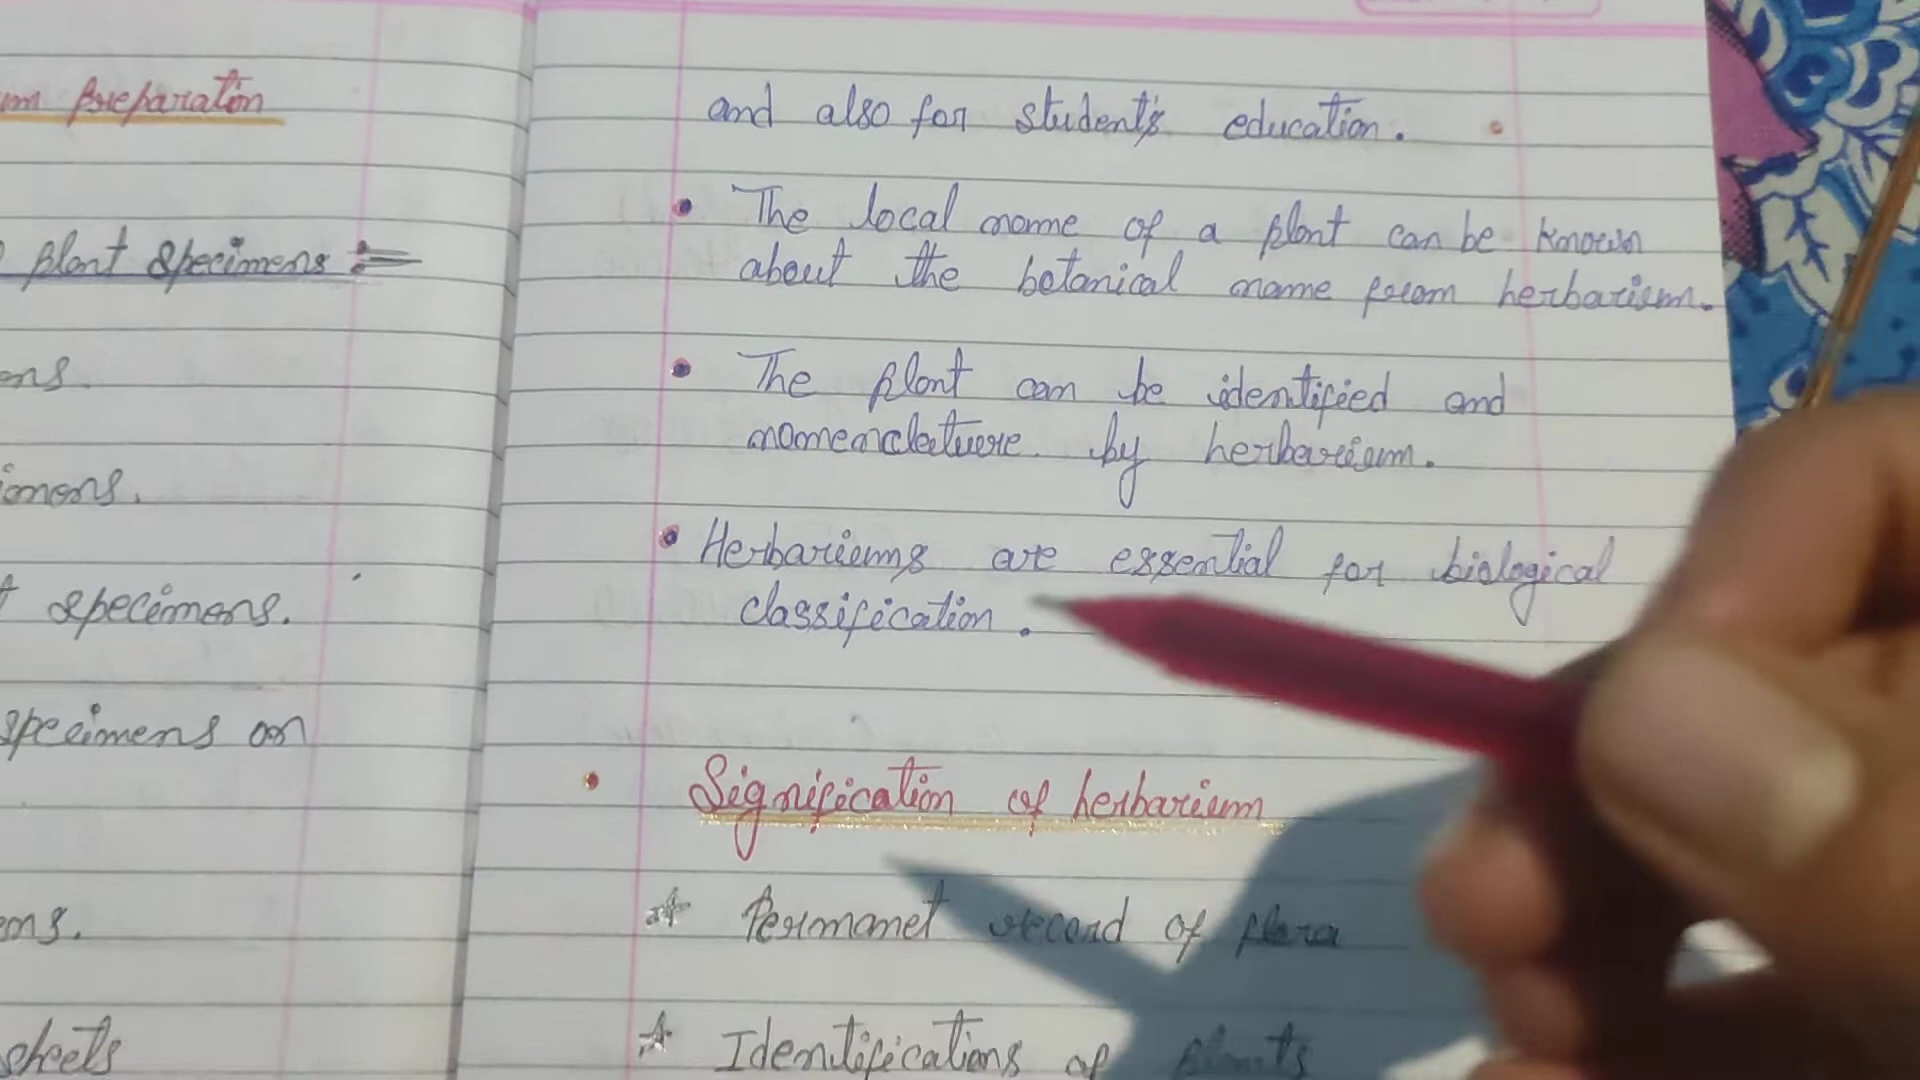 um preparation
plant specimens
ens.
imens.
t specimens.
specimens on
ens.
sheets
and also for student's education.
• The local name of a plant can be known
about the botanical name from herbarium.
• The plant can be identified and
nomenclature by herbarium.
• Herbariums are essential for biological
classification.
• Signification of herbarium
* Permanet record of flora
* Identifications of plants